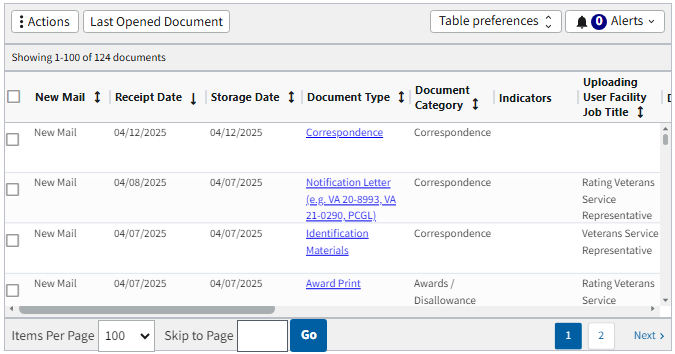 Actions Last Opened Document Table preferences 0 Alerts
Showing 1-100 of 124 documents
New Mail Receipt Date Storage Date Document Type Document Category Indicators Uploading User Facility Job Title
New Mail 04/12/2025 04/12/2025 Correspondence Correspondence
New Mail 04/08/2025 04/07/2025 Notification Letter Correspondence Rating Veterans
(e.g. VA 20-8993, VA Service
21-0290, PCGL) Representative
New Mail 04/07/2025 04/07/2025 Identification Correspondence Veterans Service
Materials Representative
New Mail 04/07/2025 04/07/2025 Award Print Awards / Rating Veterans
Disallowance Service
Items Per Page 100 Skip to Page Go 1 2 Next